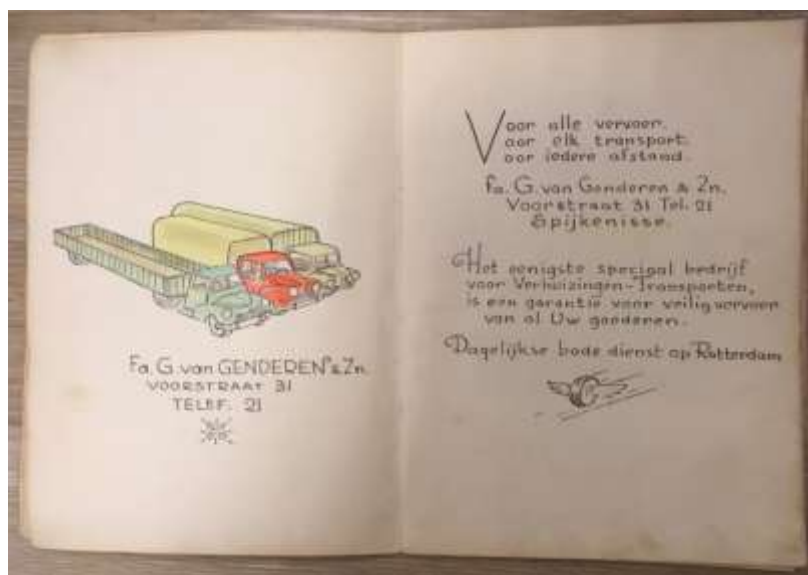 Fa. G. van GENDEREN & Zn.
VOORSTRAAT 31
TELEF. 21
Voor alle vervoer.
Voor elk transport.
Voor iedere afstand.
Fa. G. van Genderen & Zn.
Voorstraat 31 Tel. 21
Spijkenisse.
Het eenigste speciaal bedrijf
voor Verhuizingen-Transporten,
is een garantie voor veilig vervoer
van al Uw goederen.
Dagelijkse bode dienst op Rotterdam